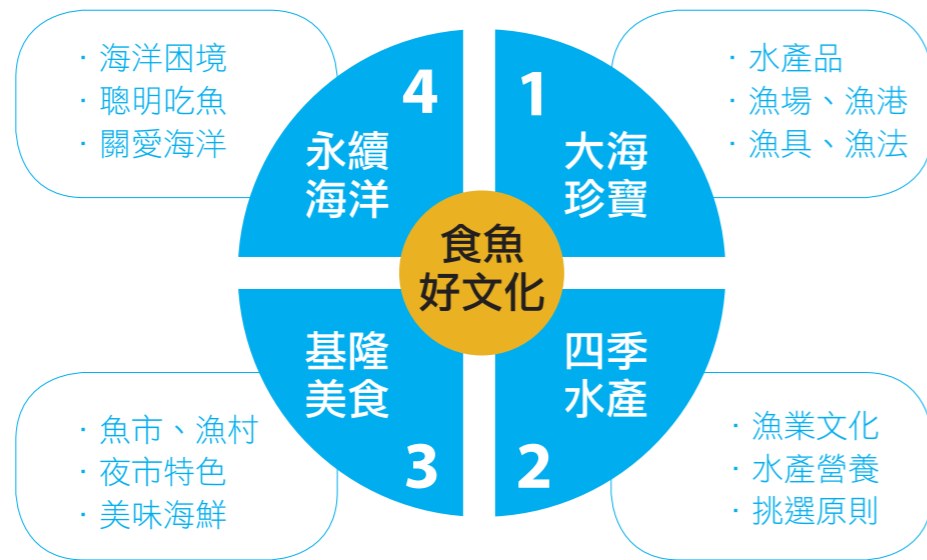 食魚
好文化
1
大海
珍寶
· 水產品
· 漁場、漁港
· 漁具、漁法
四季
水產
2
· 漁業文化
· 水產營養
· 挑選原則
基隆
美食
3
· 魚市、漁村
· 夜市特色
· 美味海鮮
4
永續
海洋
· 海洋困境
· 聰明吃魚
· 關愛海洋